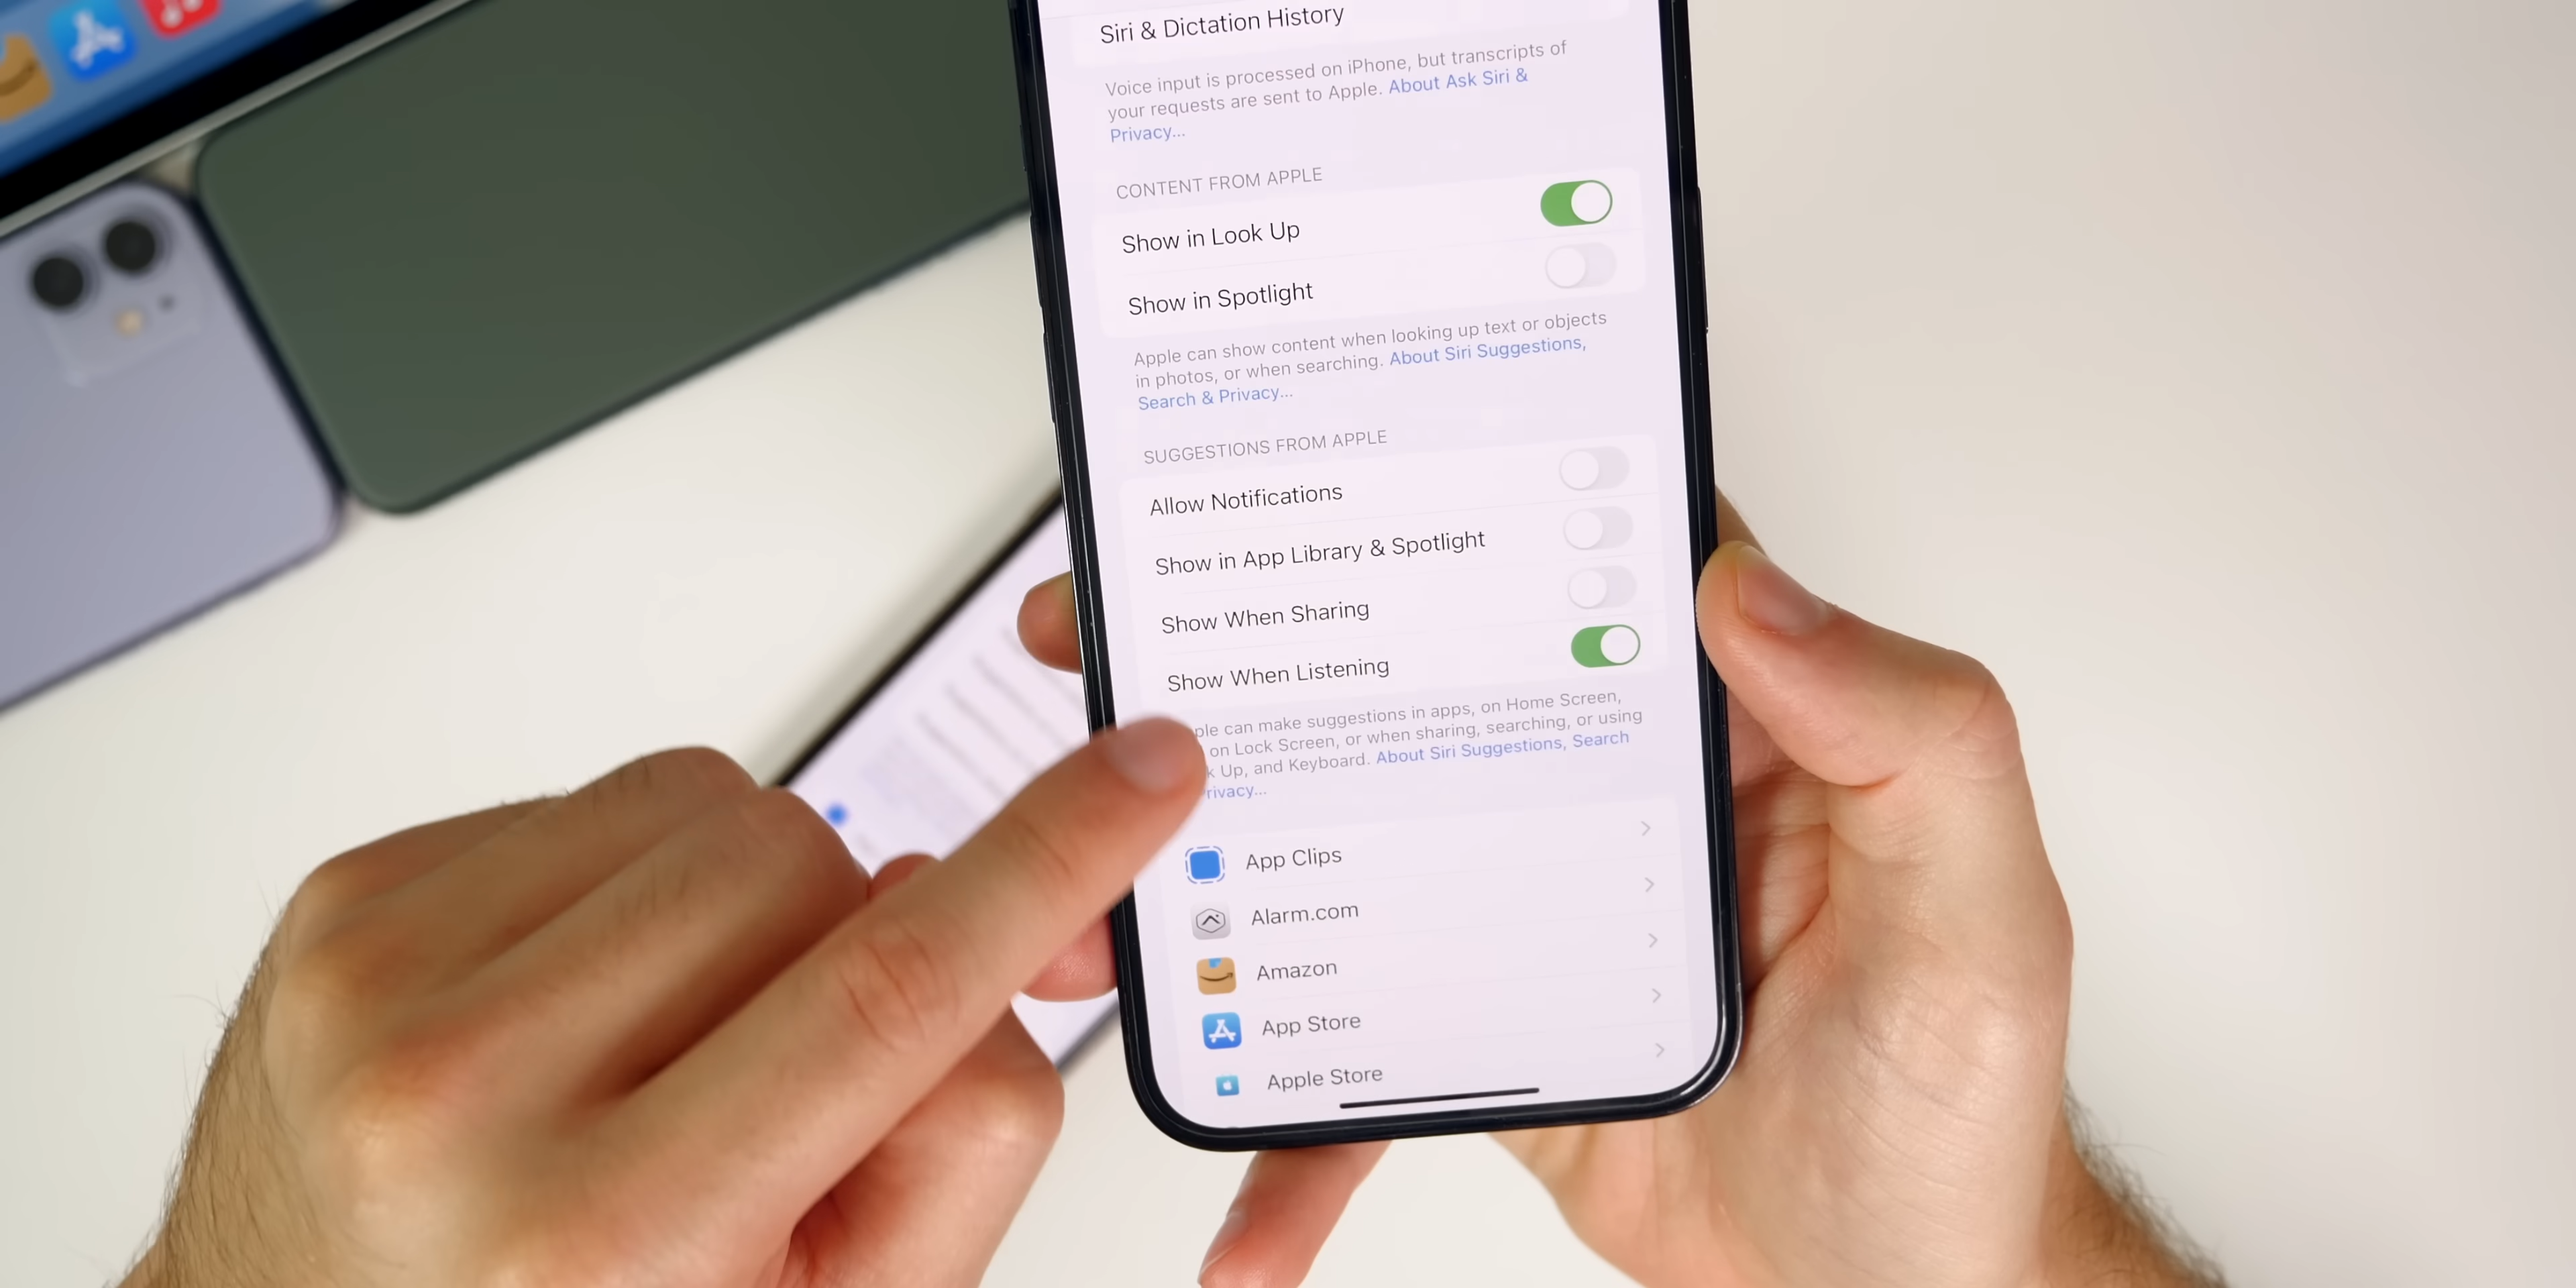 Siri & Dictation History
Voice input is processed on iPhone, but transcripts of
your requests are sent to Apple. About Ask Siri &
Privacy...
CONTENT FROM APPLE
Show in Look Up
Show in Spotlight
Apple can show content when looking up text or objects
in photos, or when searching. About Siri Suggestions,
Search & Privacy...
SUGGESTIONS FROM APPLE
Allow Notifications
Show in App Library & Spotlight
Show When Sharing
Show When Listening
ple can make suggestions in apps, on Home Screen,
on Lock Screen, or when sharing, searching, or using
k Up, and Keyboard. About Siri Suggestions, Search
rivacy...
App Clips
Alarm.com
Amazon
App Store
Apple Store